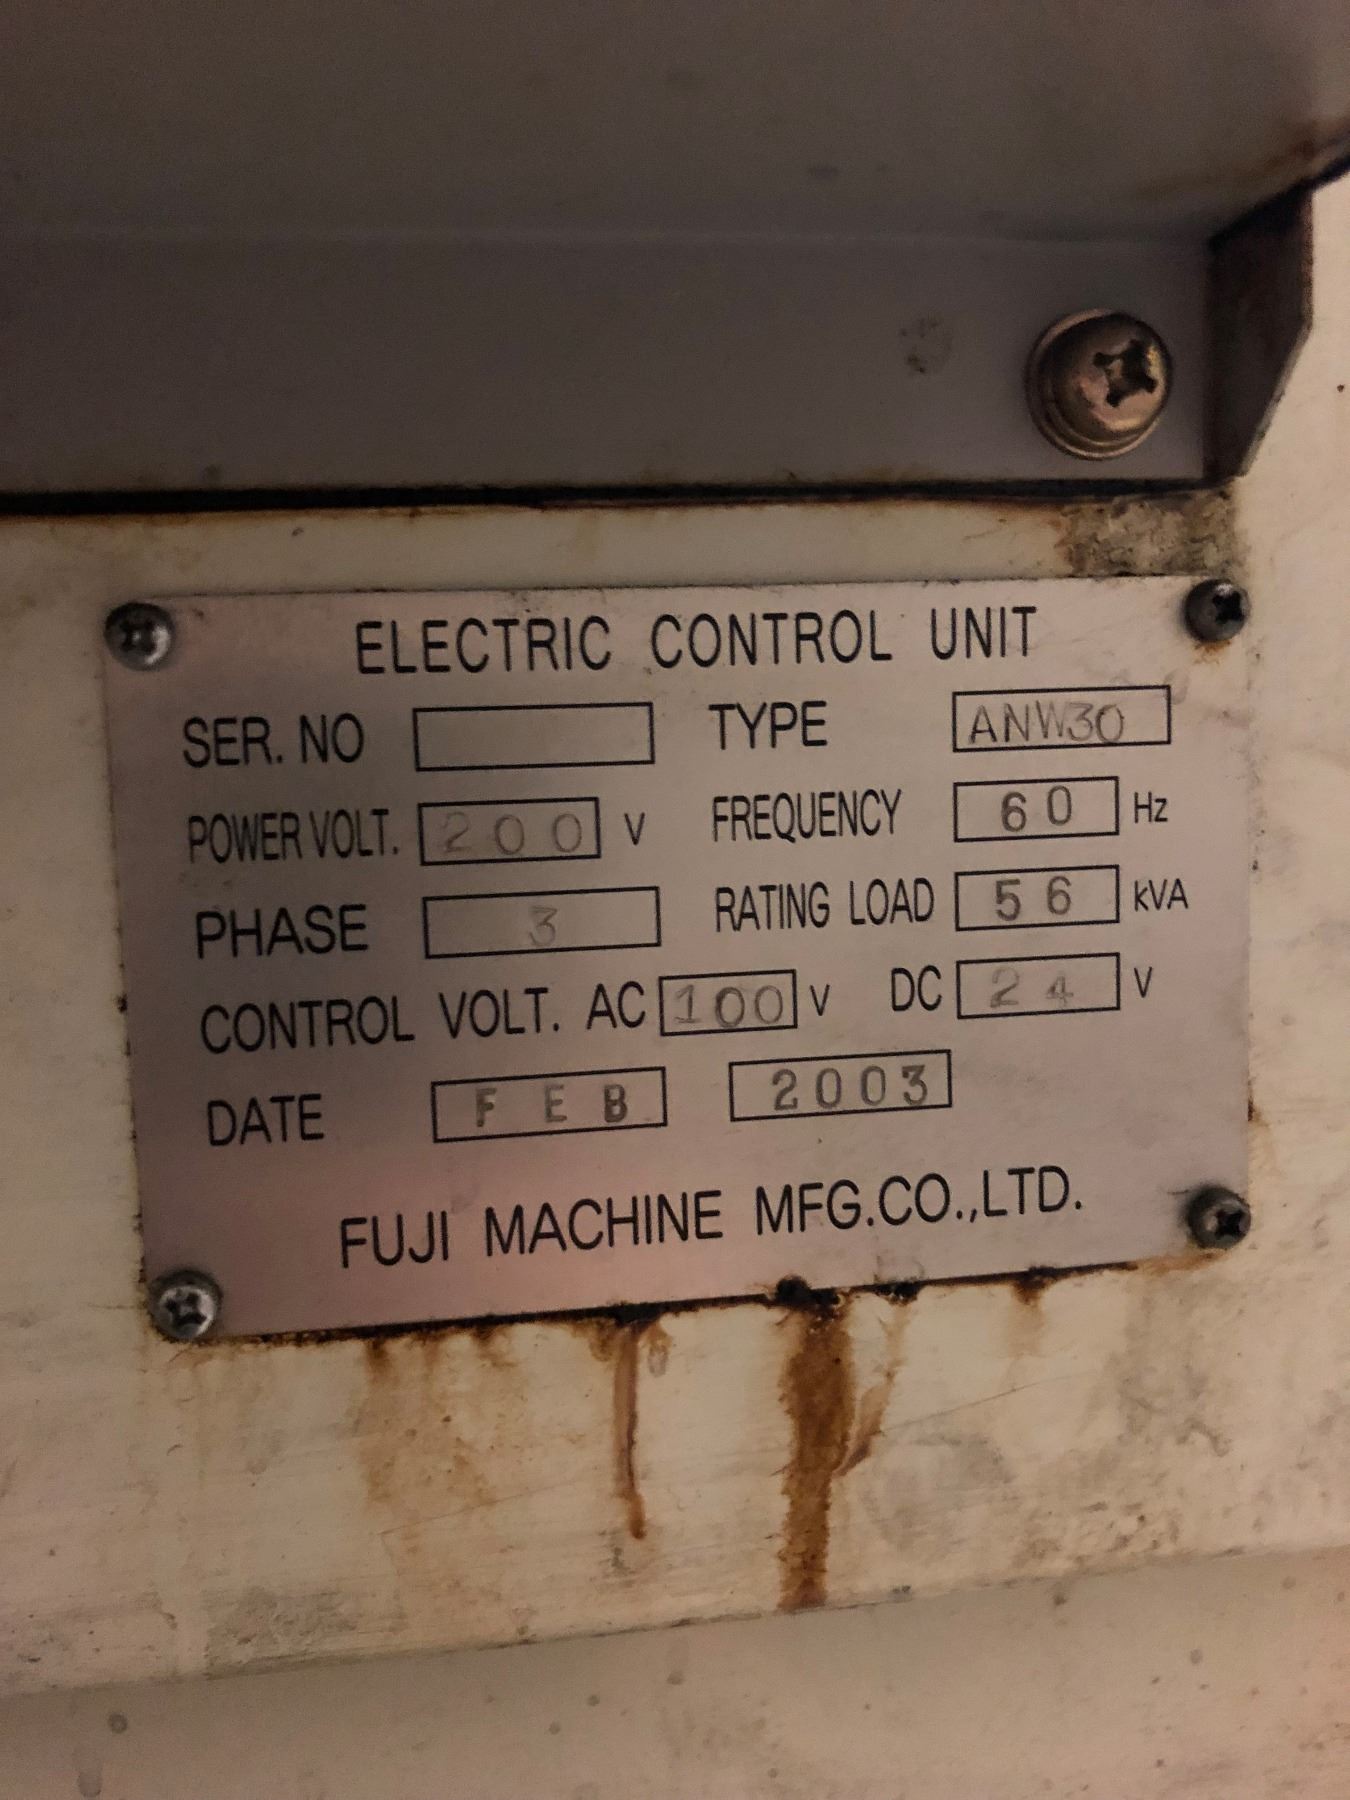 ELECTRIC CONTROL UNIT
SER. NO TYPE ANW30
POWER VOLT. 200 V FREQUENCY 60 Hz
PHASE 3 RATING LOAD 56 kVA
CONTROL VOLT. AC 100 V DC 24 V
DATE FEB 2003
FUJI MACHINE MFG.CO.,LTD.